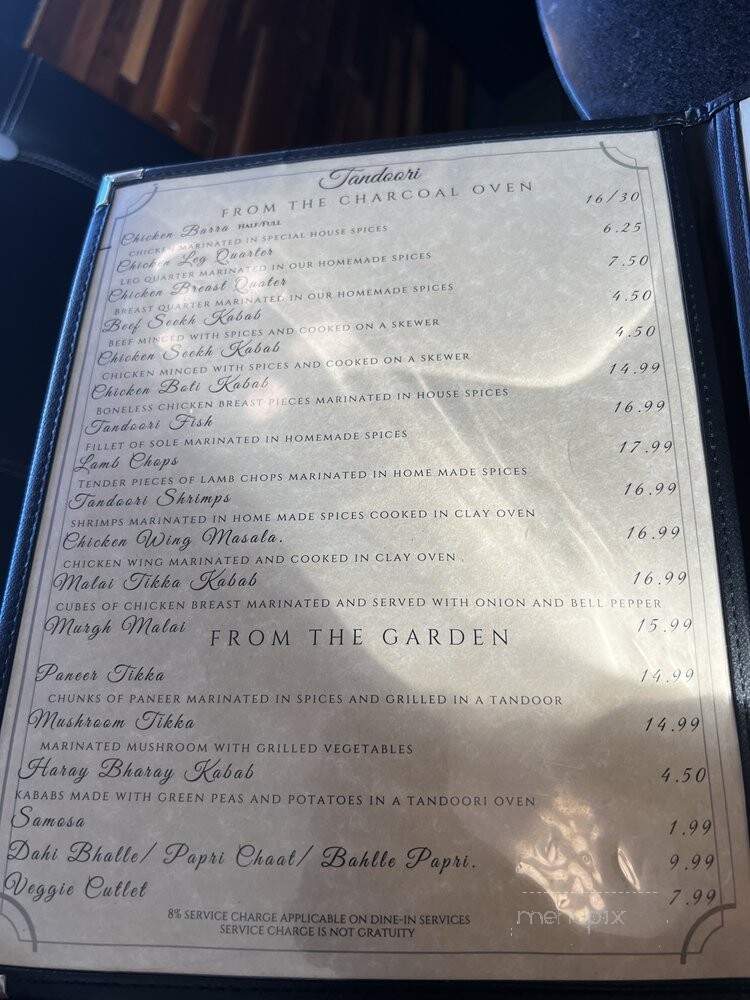 Tandoori
FROM THE CHARCOAL OVEN
Chicken Barra HALF/FULL 16/30
CHICKEN MARINATED IN SPECIAL HOUSE SPICES
Chicken Leg Quarter 6.25
LEG QUARTER MARINATED IN OUR HOMEMADE SPICES
Chicken Breast Quater 7.50
BREAST QUARTER MARINATED IN OUR HOMEMADE SPICES
Beef Seekh Kabab 4.50
BEEF MINCED WITH SPICES AND COOKED ON A SKEWER
Chicken Seekh Kabab 4.50
CHICKEN MINCED WITH SPICES AND COOKED ON A SKEWER
Chicken Boti Kabab 14.99
BONELESS CHICKEN BREAST PIECES MARINATED IN HOUSE SPICES
Tandoori Fish 16.99
FILLET OF SOLE MARINATED IN HOMEMADE SPICES
Lamb Chops 17.99
TENDER PIECES OF LAMB CHOPS MARINATED IN HOME MADE SPICES
Tandoori Shrimps 16.99
SHRIMPS MARINATED IN HOME MADE SPICES COOKED IN CLAY OVEN
Chicken Wing Masala. 16.99
CHICKEN WING MARINATED AND COOKED IN CLAY OVEN
Malai Tikka Kabab 16.99
CUBES OF CHICKEN BREAST MARINATED AND SERVED WITH ONION AND BELL PEPPER
Murgh Malai 15.99
FROM THE GARDEN
Paneer Tikka 14.99
CHUNKS OF PANEER MARINATED IN SPICES AND GRILLED IN A TANDOOR
Mushroom Tikka 14.99
MARINATED MUSHROOM WITH GRILLED VEGETABLES
Haray Bharay Kabab 4.50
KABABS MADE WITH GREEN PEAS AND POTATOES IN A TANDOORI OVEN
Samosa 1.99
Dahi Bhalle/ Papri Chaat/ Bahlle Papri. 9.99
Veggie Cutlet 7.99
8% SERVICE CHARGE APPLICABLE ON DINE-IN SERVICES
SERVICE CHARGE IS NOT GRATUITY
menupix